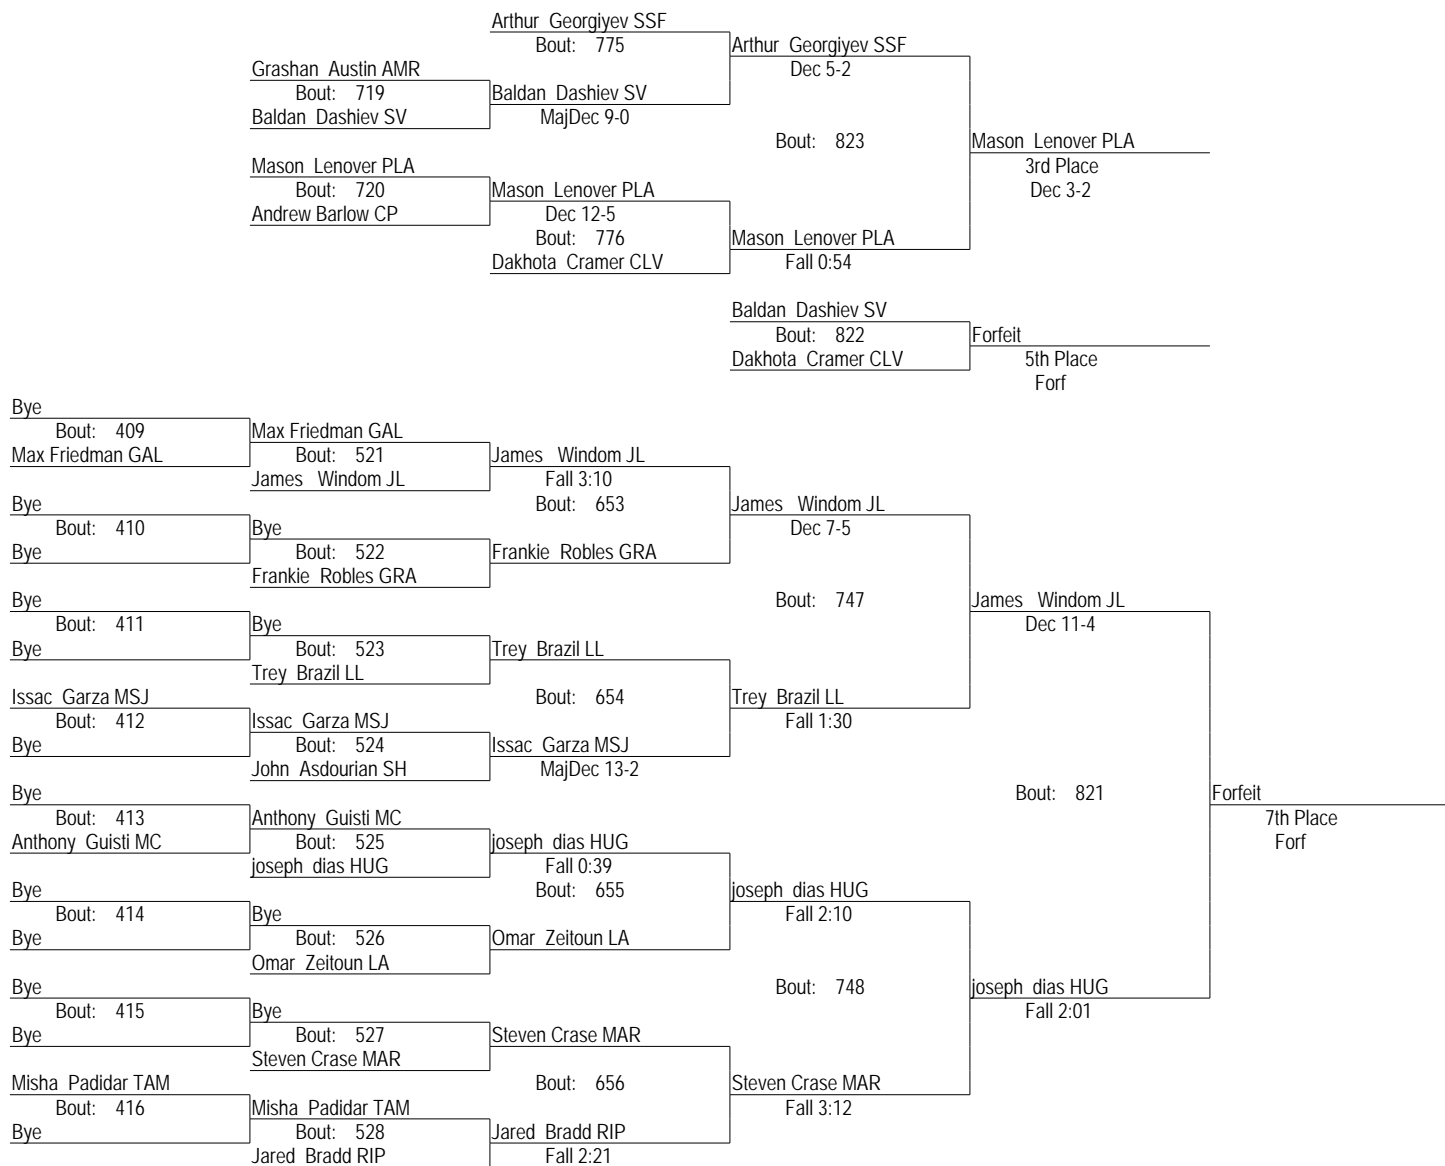 Arthur Georgiyev SSF
Bout: 775
Arthur Georgiyev SSF
Dec 5-2
Grashan Austin AMR
Bout: 719
Baldan Dashiev SV
Baldan Dashiev SV
MajDec 9-0
Bout: 823
Mason Lenover PLA
3rd Place
Dec 3-2
Mason Lenover PLA
Bout: 720
Andrew Barlow CP
Mason Lenover PLA
Dec 12-5
Bout: 776
Dakhota Cramer CLV
Mason Lenover PLA
Fall 0:54
Baldan Dashiev SV
Bout: 822
Dakhota Cramer CLV
Forfeit
5th Place
Forf
Bye
Bout: 409
Max Friedman GAL
Max Friedman GAL
Bout: 521
James Windom JL
James Windom JL
Fall 3:10
Bout: 653
James Windom JL
Dec 7-5
Bye
Bout: 410
Bye
Bye
Bout: 522
Frankie Robles GRA
Frankie Robles GRA
Bout: 747
James Windom JL
Dec 11-4
Bye
Bout: 411
Bye
Bye
Bout: 523
Trey Brazil LL
Trey Brazil LL
Bout: 654
Trey Brazil LL
Fall 1:30
Issac Garza MSJ
Bout: 412
Bye
Issac Garza MSJ
Bout: 524
John Asdourian SH
Issac Garza MSJ
MajDec 13-2
Bout: 821
Forfeit
7th Place
Forf
Bye
Bout: 413
Anthony Guisti MC
Anthony Guisti MC
Bout: 525
joseph dias HUG
joseph dias HUG
Fall 0:39
Bout: 655
joseph dias HUG
Fall 2:10
Bye
Bout: 414
Bye
Bye
Bout: 526
Omar Zeitoun LA
Omar Zeitoun LA
Bout: 748
joseph dias HUG
Fall 2:01
Bye
Bout: 415
Bye
Bye
Bout: 527
Steven Crase MAR
Steven Crase MAR
Bout: 656
Steven Crase MAR
Fall 3:12
Misha Padidar TAM
Bout: 416
Bye
Misha Padidar TAM
Bout: 528
Jared Bradd RIP
Jared Bradd RIP
Fall 2:21